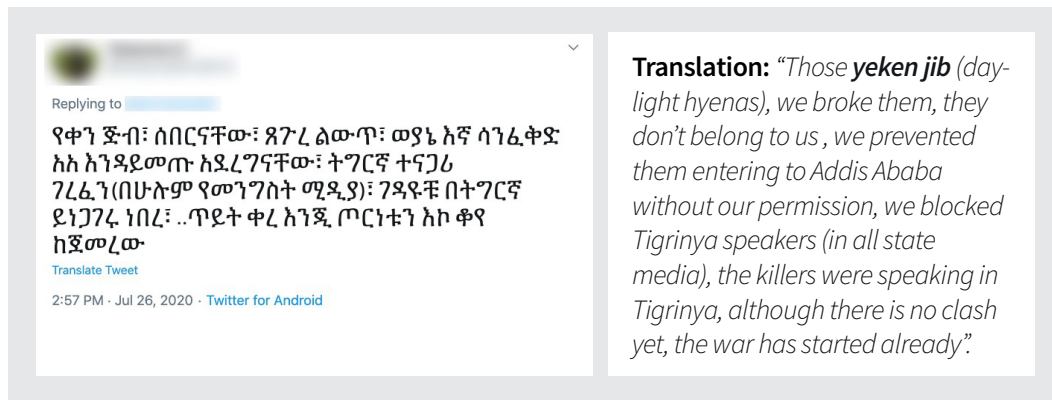 Replying to
የቀን ጅብ፣ ሰበርናቸው፣ ጸጉረ ልውጥ፣ ወያኔ እኛ ሳንፈቅድ
አአ እንዳይመጡ አደረግናቸው፣ ትግርኛ ተናጋሪ
ገረፈን(በሁሉም የመንግስት ሚዲያ)፣ ገዳዩቹ በትግርኛ
ይነጋገሩ ነበረ፣ ..ጥይት ቀረ እንጂ ጦርነቱን እኮ ቆየ
ከጀመረው
Translate Tweet
2:57 PM · Jul 26, 2020 · Twitter for Android
Translation: “Those yeken jib (day-
light hyenas), we broke them, they
don’t belong to us , we prevented
them entering to Addis Ababa
without our permission, we blocked
Tigrinya speakers (in all state
media), the killers were speaking in
Tigrinya, although there is no clash
yet, the war has started already”.